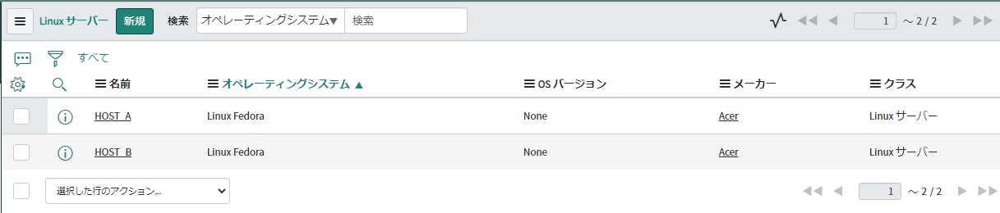 Linux サーバー 新規 検索 オペレーティングシステム▼ 検索 1 ～ 2 / 2
すべて
名前 オペレーティングシステム ▲ OS バージョン メーカー クラス
HOST_A Linux Fedora None Acer Linux サーバー
HOST_B Linux Fedora None Acer Linux サーバー
選択した行のアクション... 1 ～ 2 / 2